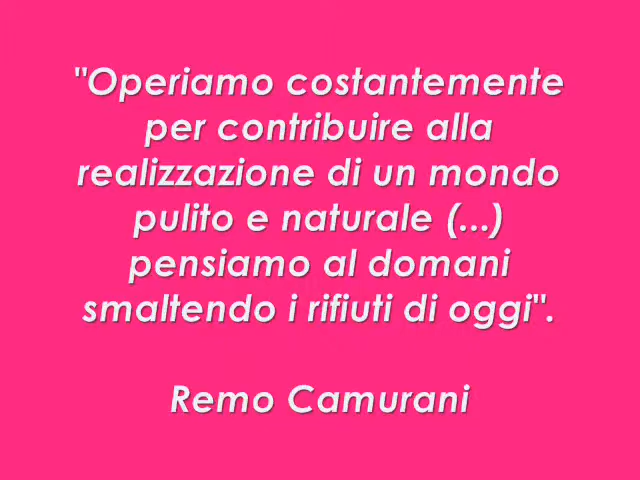 "Operiamo costantemente
per contribuire alla
realizzazione di un mondo
pulito e naturale (...)
pensiamo al domani
smaltendo i rifiuti di oggi".
Remo Camurani